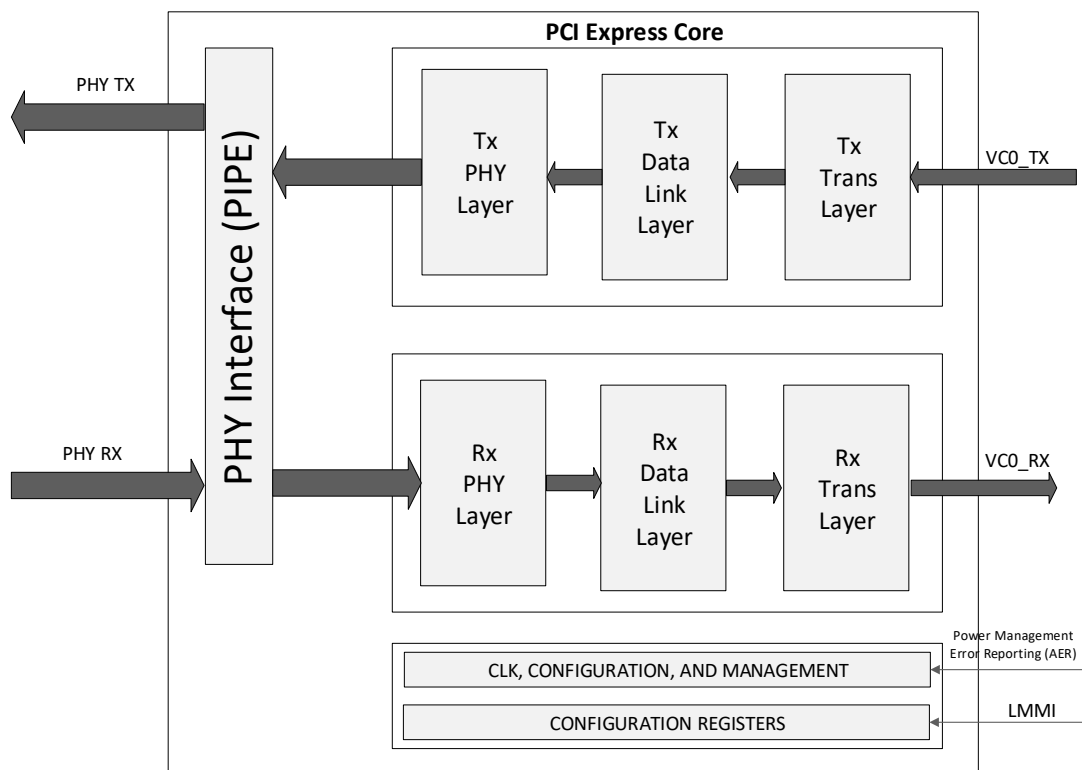 PCI Express Core
PHY TX
PHY Interface (PIPE)
Tx
PHY
Layer
Tx
Data
Link
Layer
Tx
Trans
Layer
VC0_TX
PHY RX
Rx
PHY
Layer
Rx
Data
Link
Layer
Rx
Trans
Layer
VC0_RX
Power Management
Error Reporting (AER)
CLK, CONFIGURATION, AND MANAGEMENT
CONFIGURATION REGISTERS
LMMI